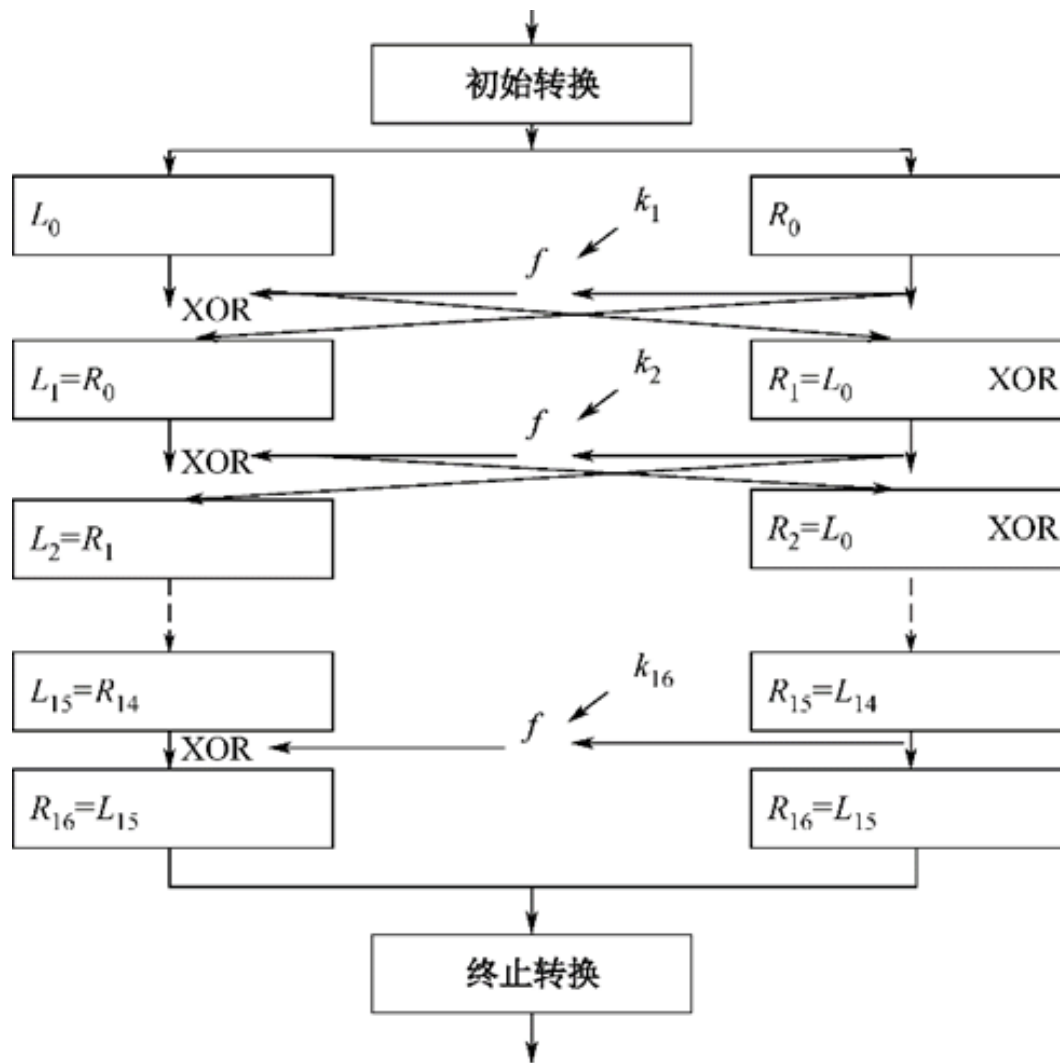 初始转换
L₀
R₀
k₁
f
XOR
L₁=R₀
R₁=L₀ XOR
k₂
f
XOR
L₂=R₁
R₂=L₀ XOR
L₁₅=R₁₄
R₁₅=L₁₄
k₁₆
f
XOR
R₁₆=L₁₅
R₁₆=L₁₅
终止转换